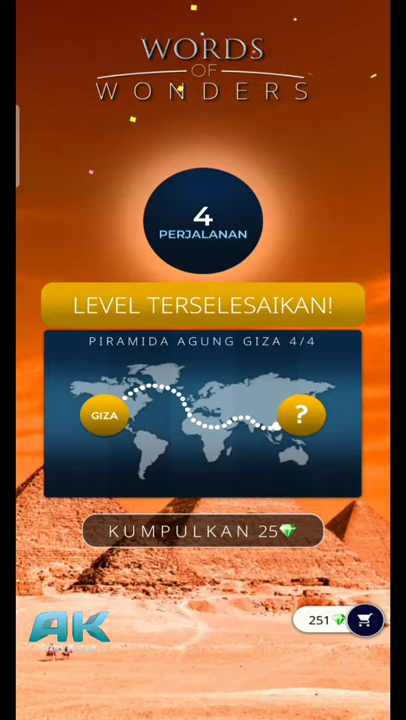 WORDS
OF
WONDERS
4
PERJALANAN
LEVEL TERSELESAIKAN!
PIRAMIDA AGUNG GIZA 4/4
GIZA
?
KUMPULKAN 25
AK
251